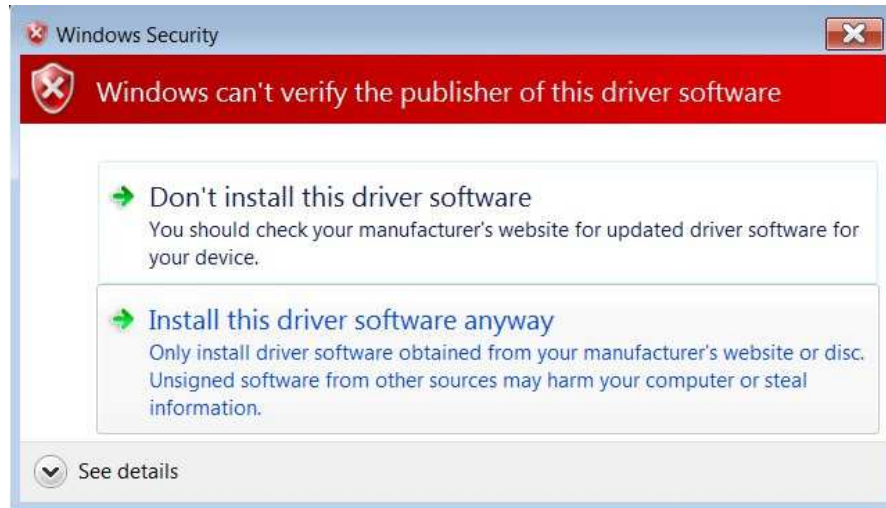 Windows Security
Windows can't verify the publisher of this driver software
Don't install this driver software
You should check your manufacturer's website for updated driver software for
your device.
Install this driver software anyway
Only install driver software obtained from your manufacturer's website or disc.
Unsigned software from other sources may harm your computer or steal
information.
See details